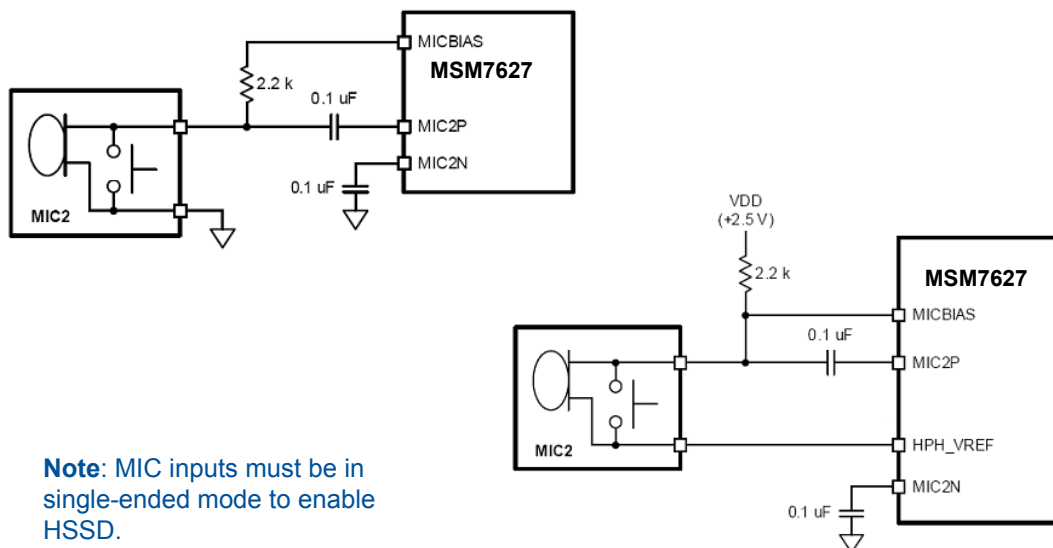 MICBIAS
MSM7627
2.2 k
0.1 uF
MIC2P
MIC2N
0.1 uF
MIC2
VDD
(+2.5 V)
2.2 k
MSM7627
MICBIAS
0.1 uF
MIC2P
MIC2
HPH_VREF
MIC2N
0.1 uF
Note: MIC inputs must be in
single-ended mode to enable
HSSD.